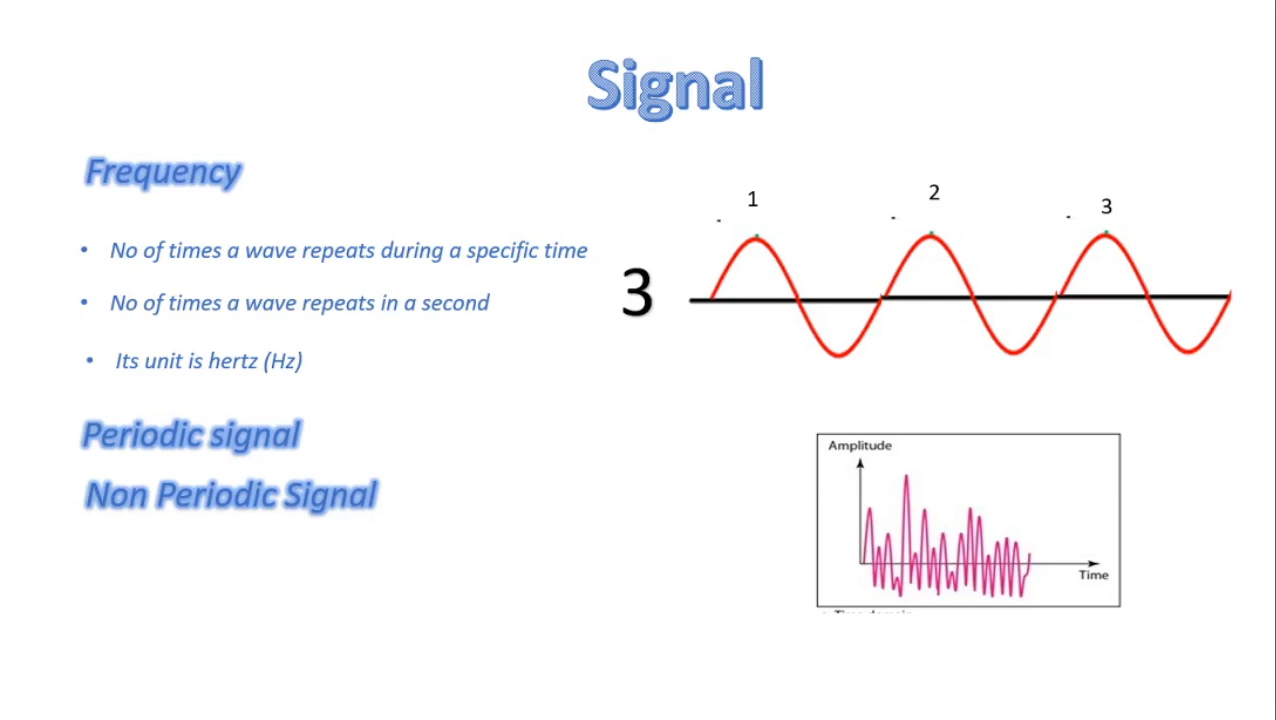 Signal
Frequency
• No of times a wave repeats during a specific time
• No of times a wave repeats in a second
• Its unit is hertz (Hz)
Periodic signal
Non Periodic Signal
1
2
3
3
Amplitude
Time